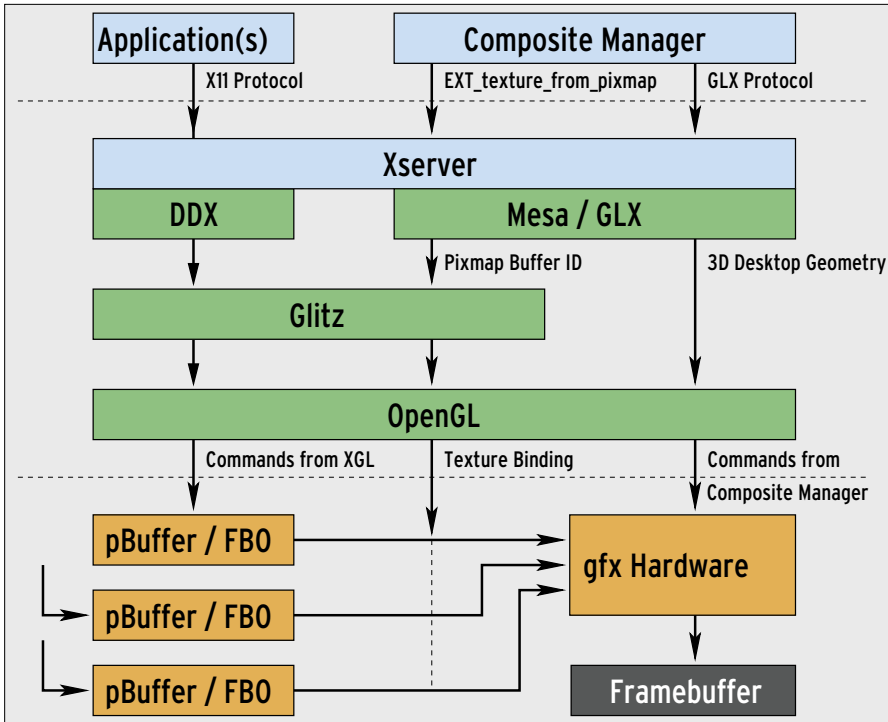 Application(s)
Composite Manager
X11 Protocol
EXT_texture_from_pixmap
GLX Protocol
Xserver
DDX
Mesa / GLX
Pixmap Buffer ID
3D Desktop Geometry
Glitz
OpenGL
Commands from XGL
Texture Binding
Commands from
Composite Manager
pBuffer / FBO
gfx Hardware
pBuffer / FBO
pBuffer / FBO
Framebuffer